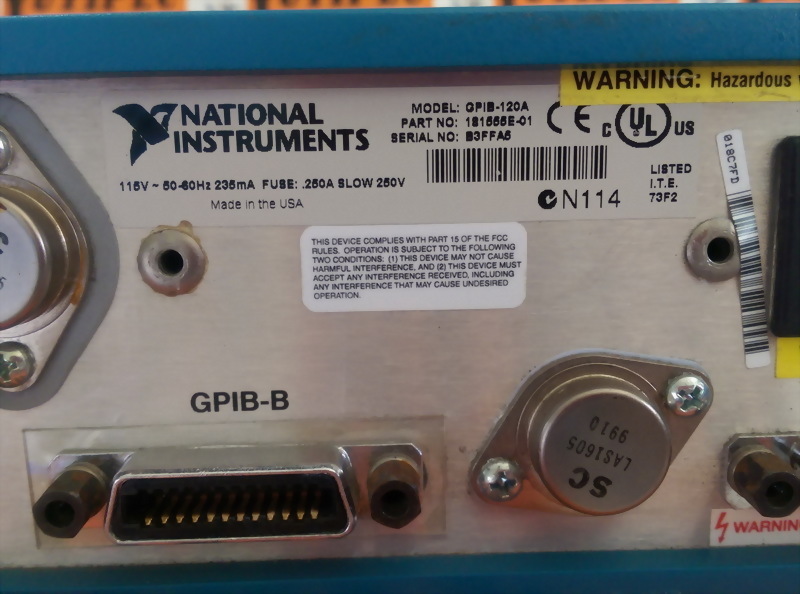 WARNING: Hazardous
NATIONAL
INSTRUMENTS
MODEL: GPIB-120A
PART NO: 181555E-01
SERIAL NO: B3FFA5
CE
c UL US
115V ~ 50-60Hz 235mA FUSE: .250A SLOW 250V
Made in the USA
N114
LISTED
I.T.E.
73F2
018C7FD
THIS DEVICE COMPLIES WITH PART 15 OF THE FCC
RULES. OPERATION IS SUBJECT TO THE FOLLOWING
TWO CONDITIONS: (1) THIS DEVICE MAY NOT CAUSE
HARMFUL INTERFERENCE, AND (2) THIS DEVICE MUST
ACCEPT ANY INTERFERENCE RECEIVED, INCLUDING
ANY INTERFERENCE THAT MAY CAUSE UNDESIRED
OPERATION.
GPIB-B
SC
LAS1605
9910
WARNIN